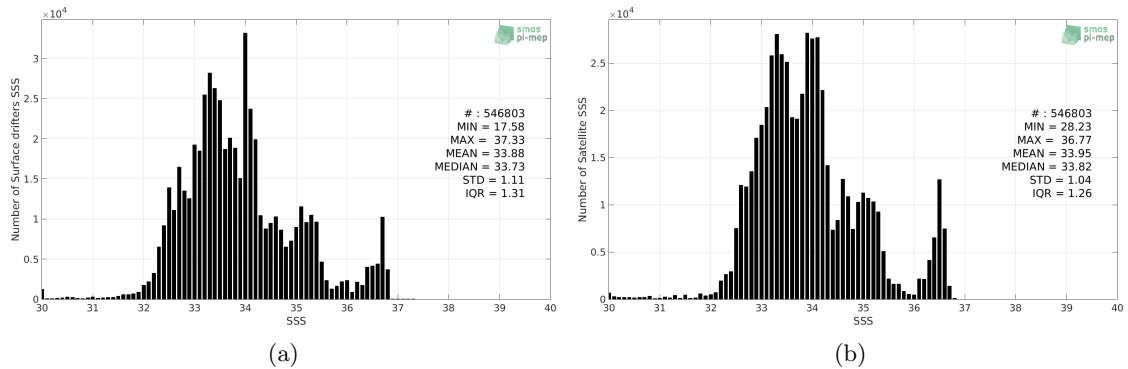 ×10⁴
smos
pi-mep
3
2.5
2
1.5
1
0.5
0
Number of Surface drifters SSS
# : 546803
MIN = 17.58
MAX = 37.33
MEAN = 33.88
MEDIAN = 33.73
STD = 1.11
IQR = 1.31
30 31 32 33 34 35 36 37 38 39 40
SSS
(a)
×10⁴
smos
pi-mep
2.5
2
1.5
1
0.5
0
Number of Satellite SSS
# : 546803
MIN = 28.23
MAX = 36.77
MEAN = 33.95
MEDIAN = 33.82
STD = 1.04
IQR = 1.26
30 31 32 33 34 35 36 37 38 39 40
SSS
(b)